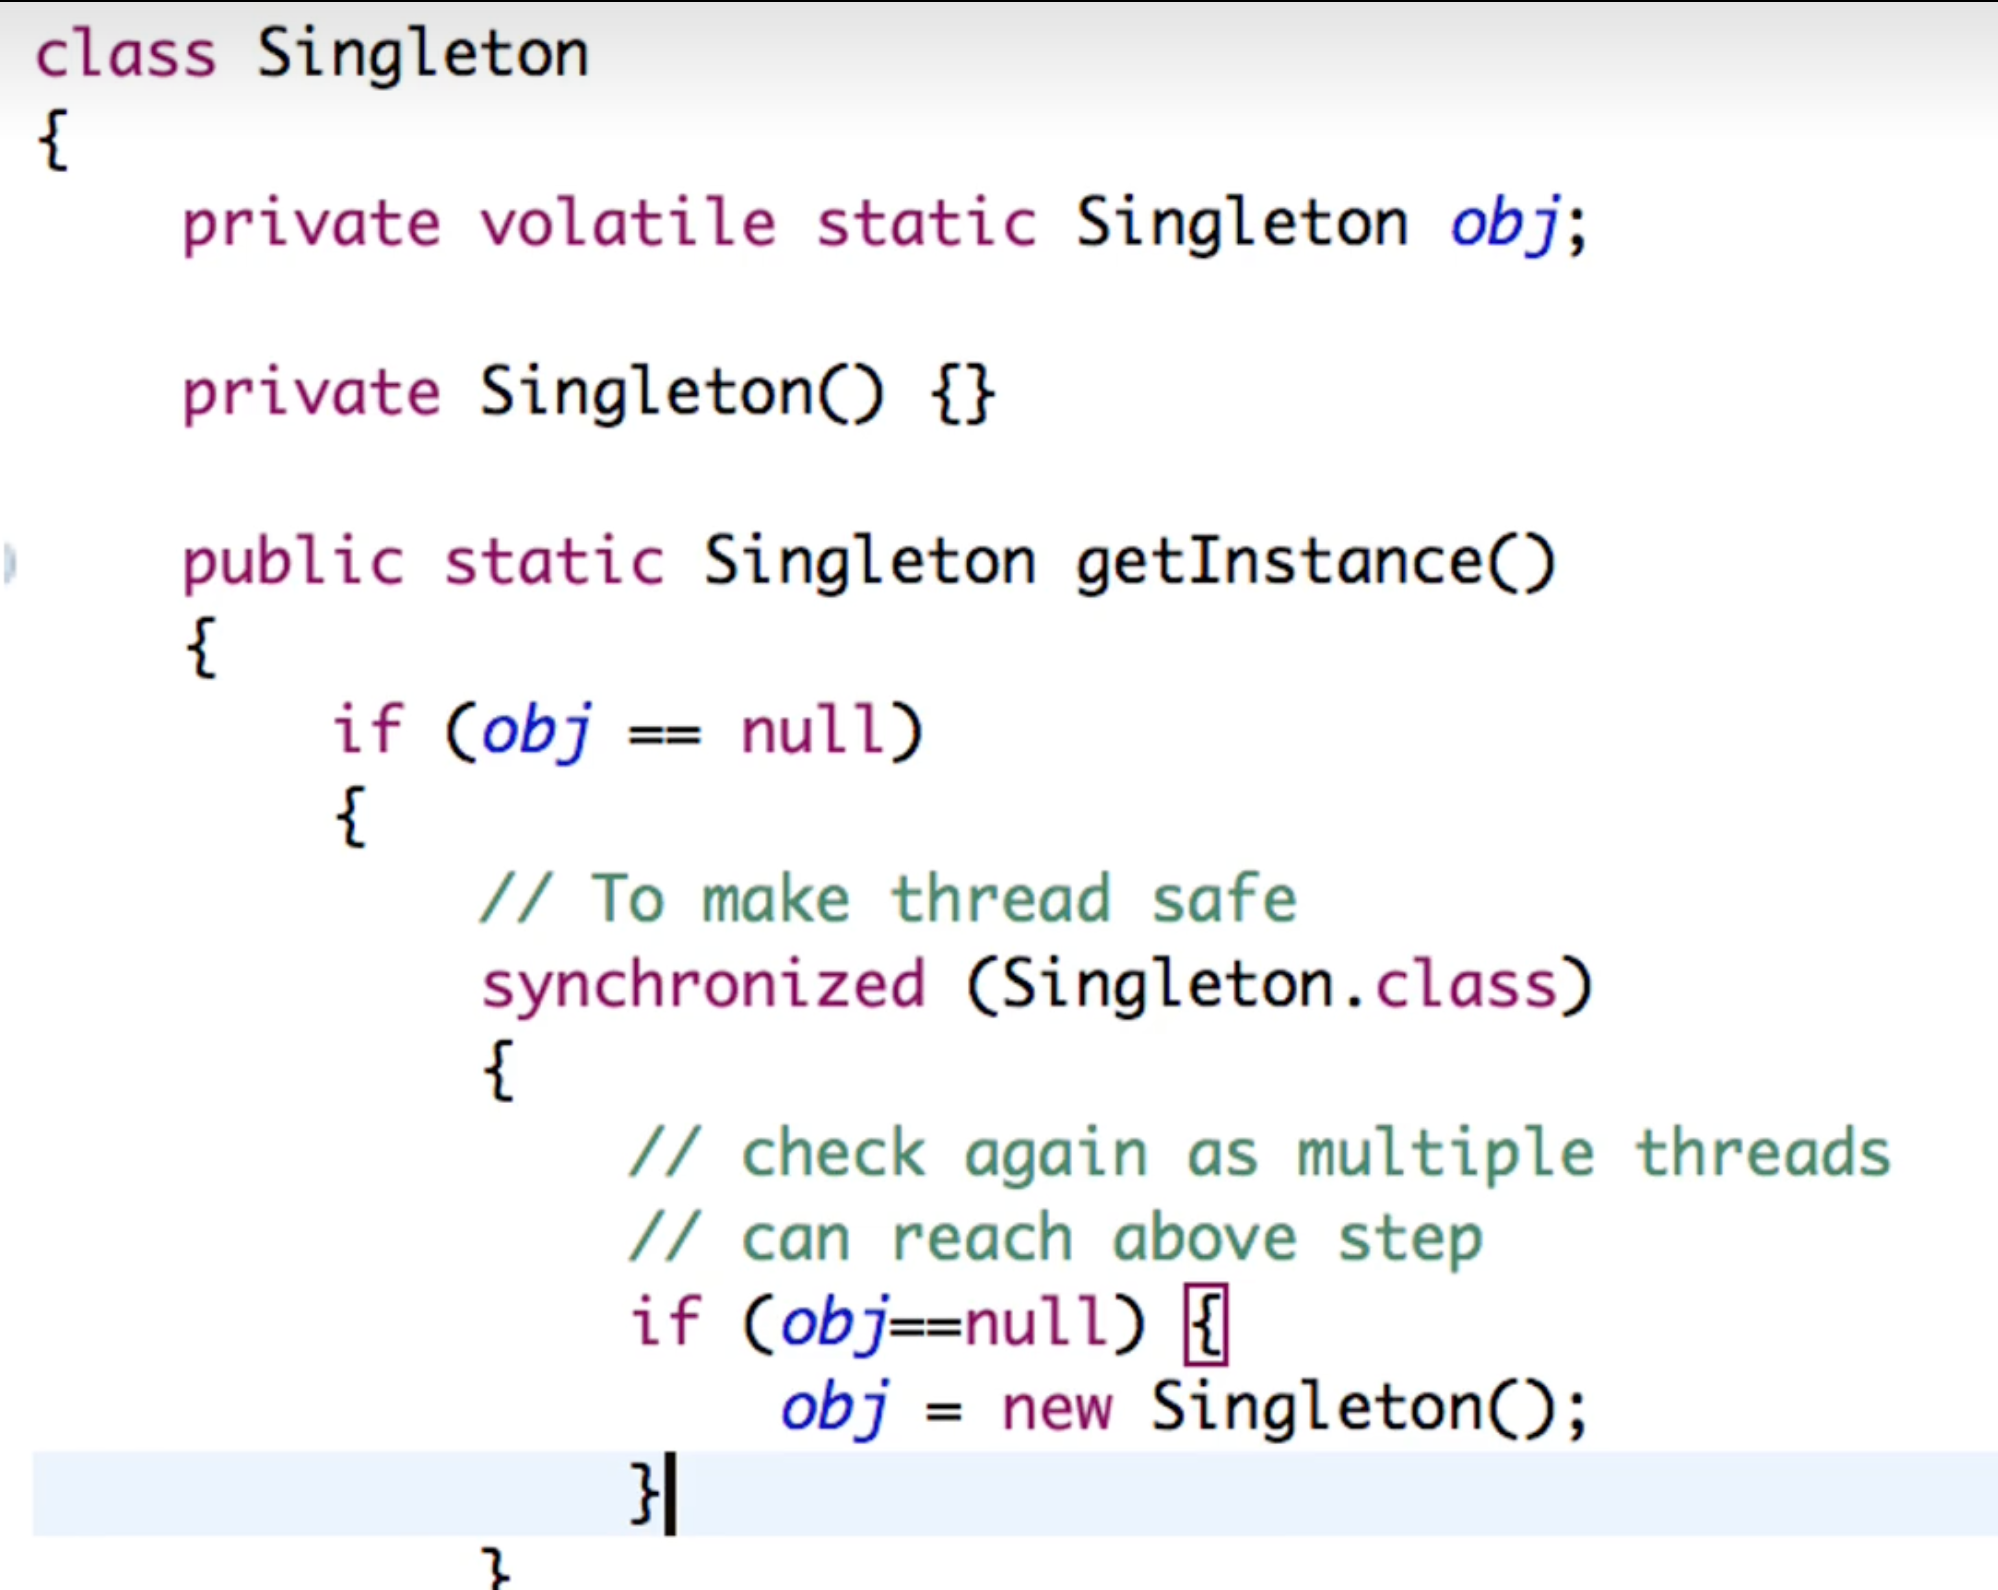 class Singleton
{
private volatile static Singleton obj;
private Singleton() {}
public static Singleton getInstance()
{
if (obj == null)
{
// To make thread safe
synchronized (Singleton.class)
{
// check again as multiple threads
// can reach above step
if (obj==null) {
obj = new Singleton();
}
}